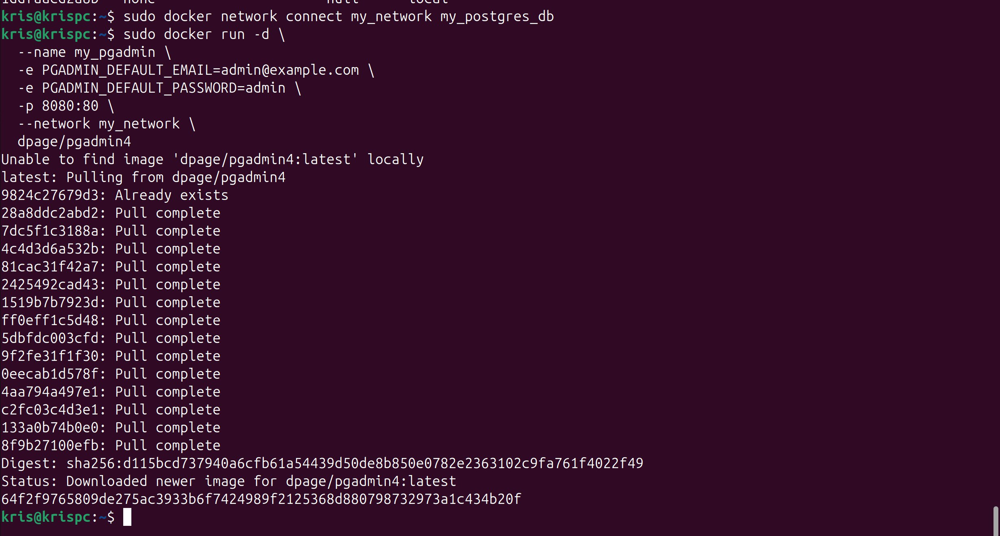 none null local
kris@krispc:~$ sudo docker network connect my_network my_postgres_db
kris@krispc:~$ sudo docker run -d \
  --name my_pgadmin \
  -e PGADMIN_DEFAULT_EMAIL=admin@example.com \
  -e PGADMIN_DEFAULT_PASSWORD=admin \
  -p 8080:80 \
  --network my_network \
  dpage/pgadmin4
Unable to find image 'dpage/pgadmin4:latest' locally
latest: Pulling from dpage/pgadmin4
9824c27679d3: Already exists
28a8ddc2abd2: Pull complete
7dc5f1c3188a: Pull complete
4c4d3d6a532b: Pull complete
81cac31f42a7: Pull complete
2425492cad43: Pull complete
1519b7b7923d: Pull complete
ff0eff1c5d48: Pull complete
5dbfdc003cfd: Pull complete
9f2fe31f1f30: Pull complete
0eecab1d578f: Pull complete
4aa794a497e1: Pull complete
c2fc03c4d3e1: Pull complete
133a0b74b0e0: Pull complete
8f9b27100efb: Pull complete
Digest: sha256:d115bcd737940a6cfb61a54439d50de8b850e0782e2363102c9fa761f4022f49
Status: Downloaded newer image for dpage/pgadmin4:latest
64f2f9765809de275ac3933b6f7424989f2125368d880798732973a1c434b20f
kris@krispc:~$